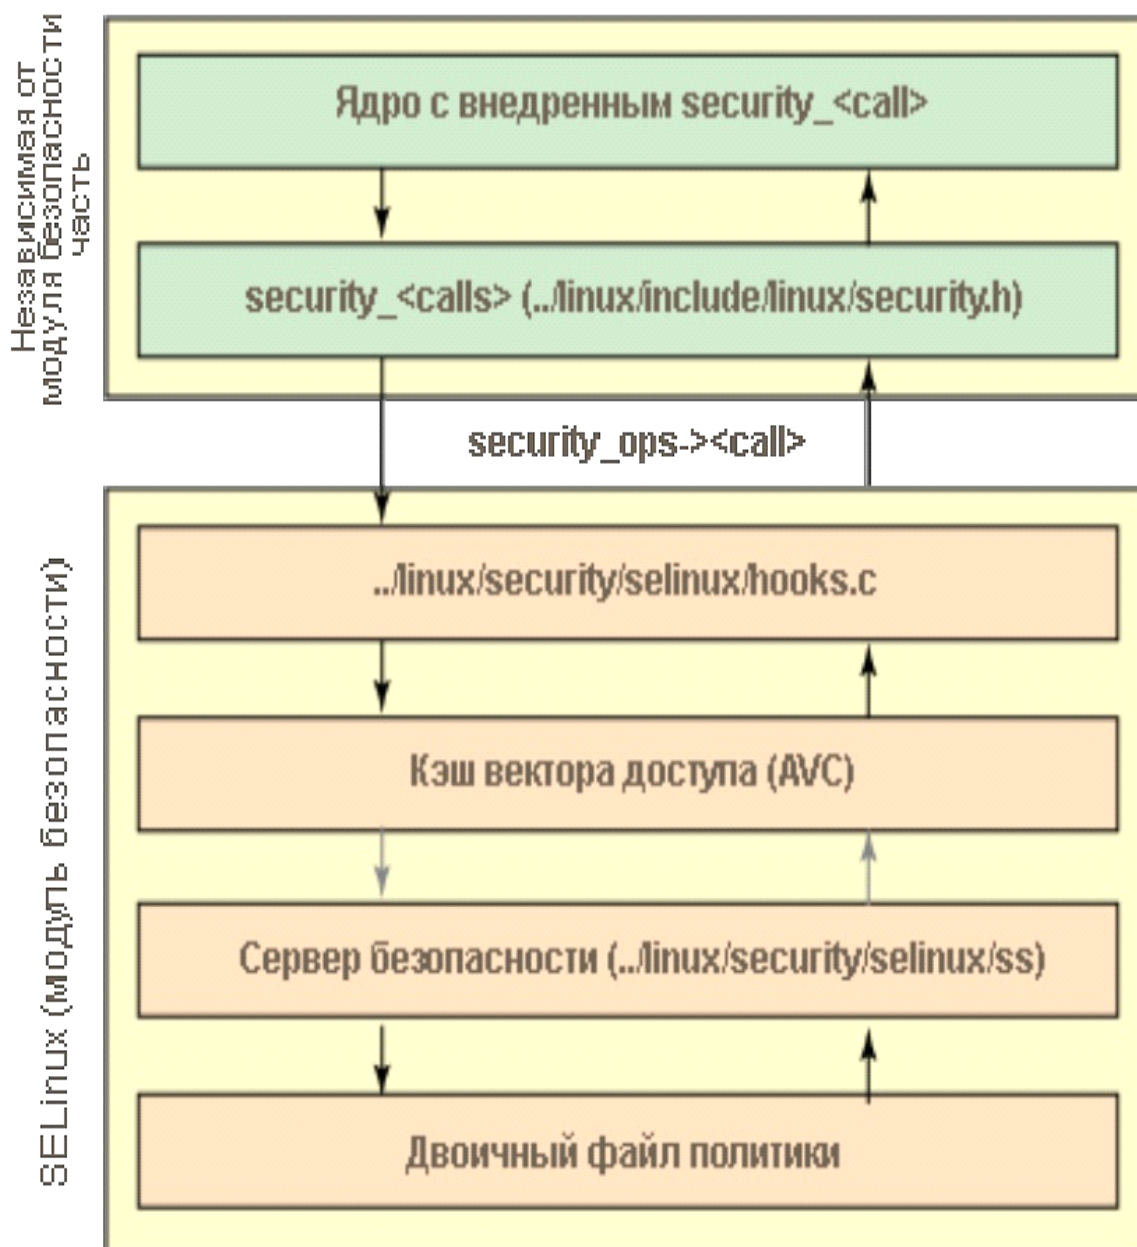 Независимая от
модуля безопасности
часть
Ядро с внедренным security_<call>
security_<calls> (../linux/include/linux/security.h)
security_ops-><call>
SELinux (модуль безопасности)
../linux/security/selinux/hooks.c
Кэш вектора доступа (AVC)
Сервер безопасности (../linux/security/selinux/ss)
Двоичный файл политики